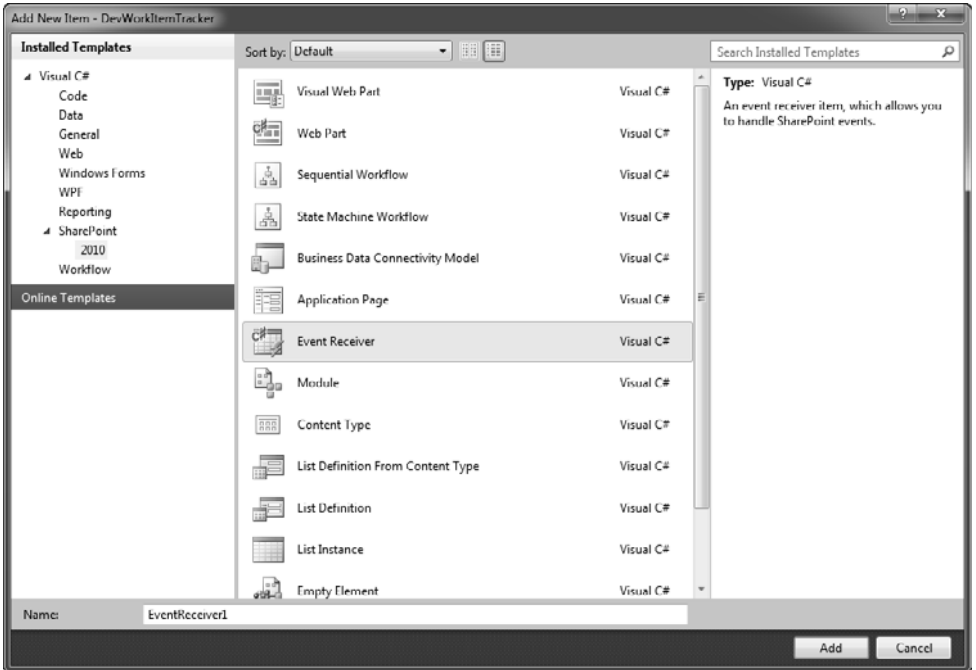 Add New Item - DevWorkItemTracker
Installed Templates
Sort by: Default
Search Installed Templates
Visual C#
Code
Data
General
Web
Windows Forms
WPF
Reporting
SharePoint
2010
Workflow
Online Templates
Visual Web Part Visual C#
Web Part Visual C#
Sequential Workflow Visual C#
State Machine Workflow Visual C#
Business Data Connectivity Model Visual C#
Application Page Visual C#
Event Receiver Visual C#
Module Visual C#
Content Type Visual C#
List Definition From Content Type Visual C#
List Definition Visual C#
List Instance Visual C#
Empty Element Visual C#
Type: Visual C#
An event receiver item, which allows you
to handle SharePoint events.
Name: EventReceiver1
Add Cancel